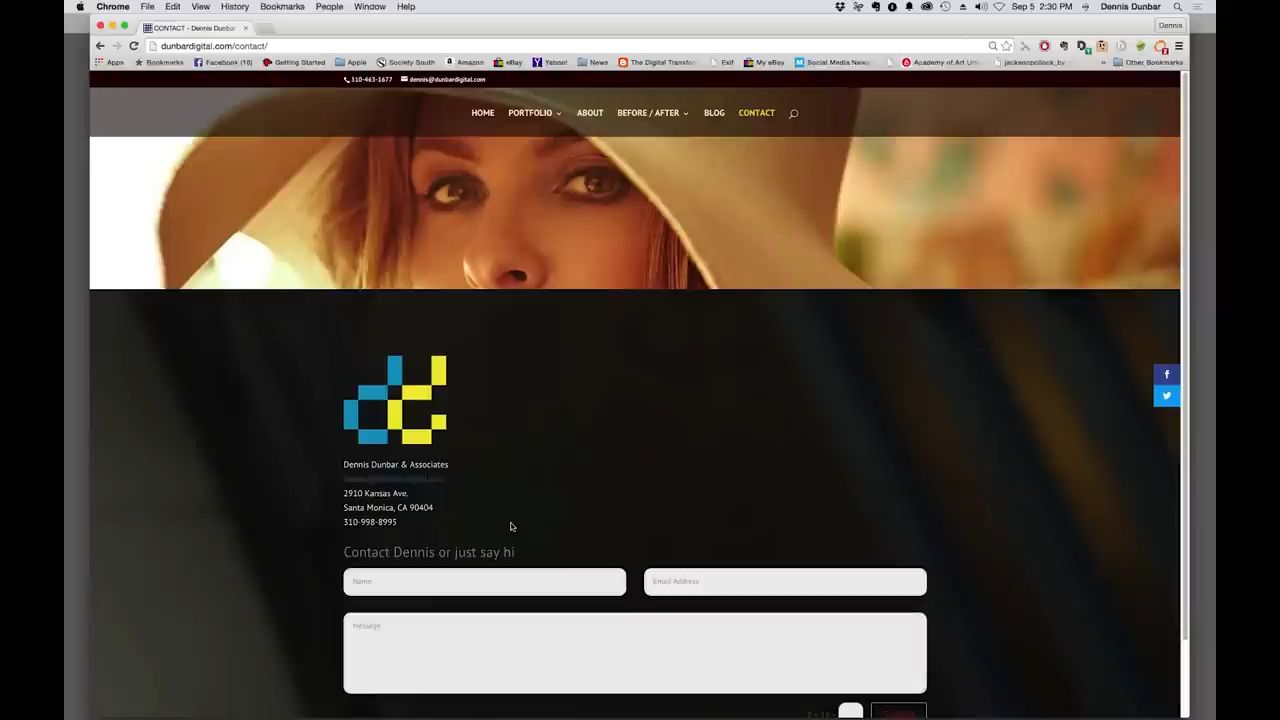 Chrome File Edit View History Bookmarks People Window Help Sep 5 2:30 PM Dennis Dunbar
CONTACT - Dennis Dunbar Dennis
dunbardigital.com/contact/
Apps Bookmarks Facebook (16) Getting Started Apple Society South Amazon eBay Yahoo! News The Digital Transfor Exif My eBay Social Media News Academy of Art Uni jacksonpollock_by Other Bookmarks
310-463-1677 dennis@dunbardigital.com
HOME PORTFOLIO ABOUT BEFORE / AFTER BLOG CONTACT
Dennis Dunbar & Associates
2910 Kansas Ave.
Santa Monica, CA 90404
310-998-8995
Contact Dennis or just say hi
Name Email Address
Message